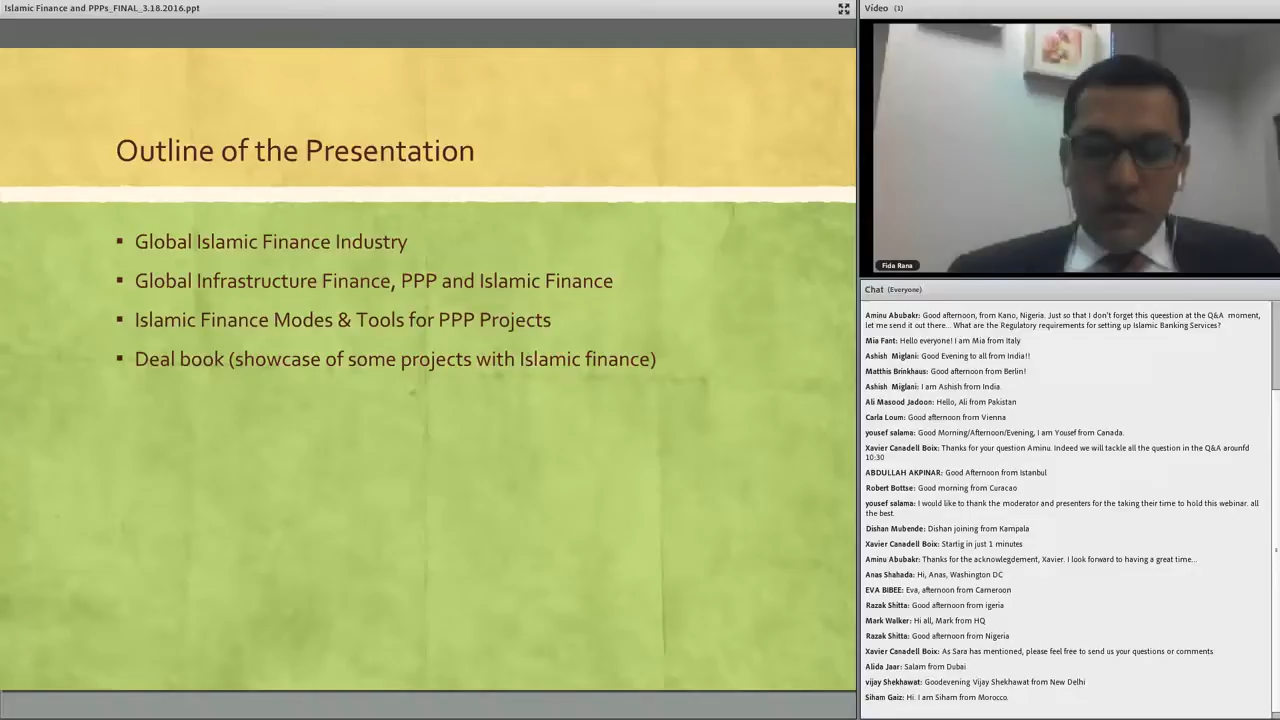 Islamic Finance and PPPs_FINAL_3.18.2016.ppt
Outline of the Presentation
▪ Global Islamic Finance Industry
▪ Global Infrastructure Finance, PPP and Islamic Finance
▪ Islamic Finance Modes & Tools for PPP Projects
▪ Deal book (showcase of some projects with Islamic finance)
Video (1)
Fida Rana
Chat (Everyone)
Aminu Abubakr: Good afternoon, from Kano, Nigeria. Just so that I don't forget this queestion at the Q&A moment,
let me send it out there... What are the Regulatory requirements for setting up Islamic Banking Services?
Mia Fant: Hello everyone! I am Mia from Italy
Ashish Miglani: Good Evening to all from India!!
Matthis Brinkhaus: Good afternoon from Berlin!
Ashish Miglani: I am Ashish from India.
Ali Masood Jadoon: Hello, Ali from Pakistan
Carla Loum: Good afternoon from Vienna
yousef salama: Good Morning/Afternoon/Evening, I am Yousef from Canada.
Xavier Canadell Boix: Thanks for your question Aminu. Indeed we will tackle all the question in the Q&A arounfd
10:30
ABDULLAH AKPINAR: Good Afternoon from Istanbul
Robert Bottse: Good morning from Curacao
yousef salama: I would like to thank the moderator and presenters for the taking their time to hold this webinar. all
the best.
Dishan Mubende: Dishan joining from Kampala
Xavier Canadell Boix: Startig in just 1 minutes
Aminu Abubakr: Thanks for the acknowlegdement, Xavier. I look forward to having a great time...
Anas Shahada: Hi, Anas, Washington DC
EVA BIBEE: Eva, afternoon from Cameroon
Razak Shitta: Good afternoon from igeria
Mark Walker: Hi all, Mark from HQ
Razak Shitta: Good afternoon from Nigeria
Xavier Canadell Boix: As Sara has mentioned, please feel free to send us your questions or comments
Alida Jaar: Salam from Dubai
vijay Shekhawat: Goodevening Vijay Shekhawat from New Delhi
Siham Gaiz: Hi. I am Siham from Morocco.